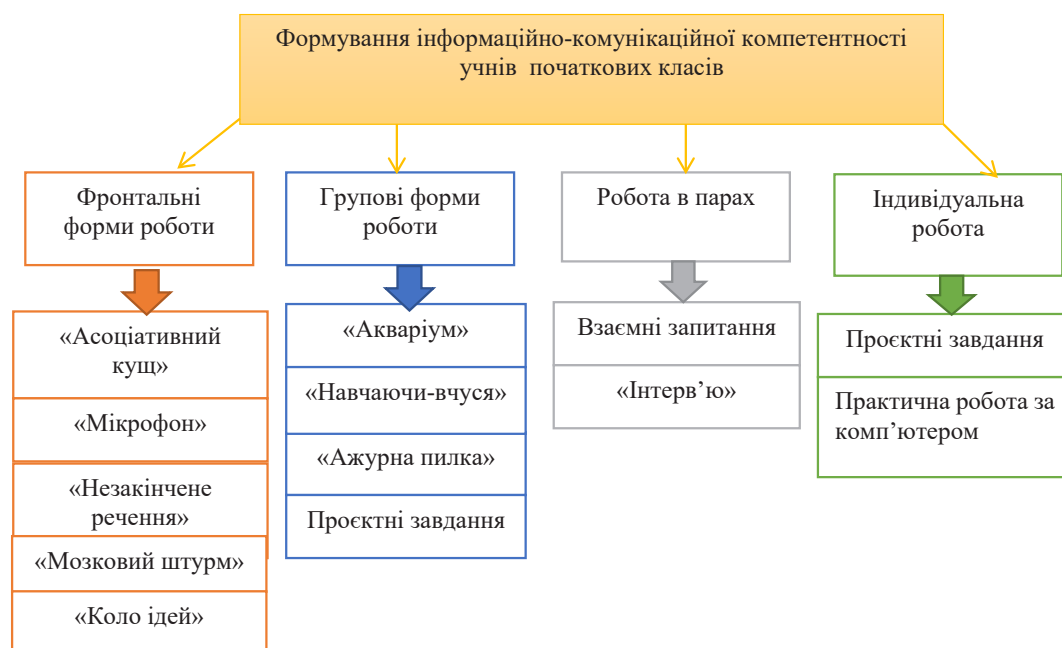 Формування інформаційно-комунікаційної компетентності
учнів початкових класів
Фронтальні
форми роботи
«Асоціативний
кущ»
«Мікрофон»
«Незакінчене
речення»
«Мозковий штурм»
«Коло ідей»
Групові форми
роботи
«Акваріум»
«Навчаючи-вчуся»
«Ажурна пилка»
Проєктні завдання
Робота в парах
Взаємні запитання
«Інтерв’ю»
Індивідуальна
робота
Проєктні завдання
Практична робота за
комп’ютером